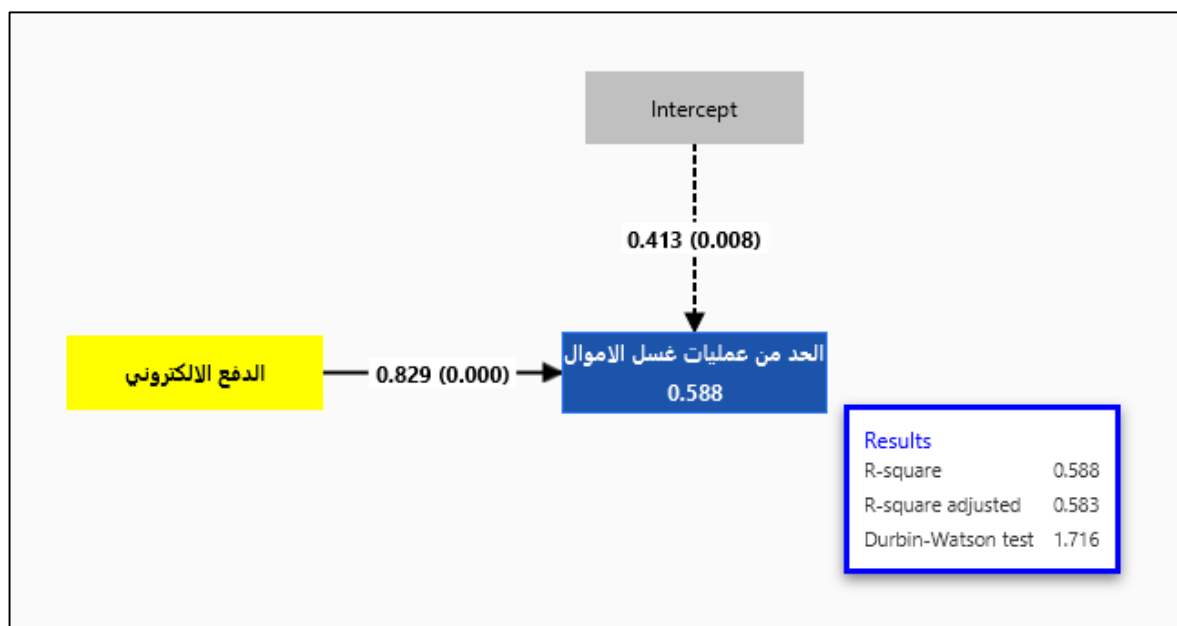 Intercept
0.413 (0.008)
الدفع الالكتروني
0.829 (0.000)
الحد من عمليات غسل الاموال
0.588
Results
R-square 0.588
R-square adjusted 0.583
Durbin-Watson test 1.716